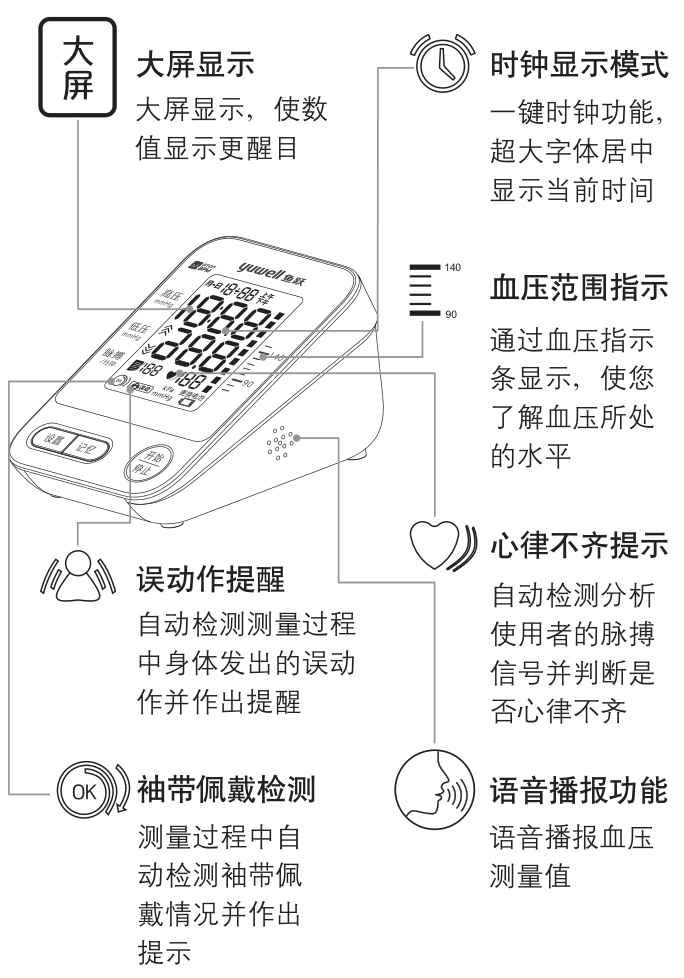 大
屏
大屏显示
大屏显示，使数
值显示更醒目
时钟显示模式
一键时钟功能，
超大字体居中
显示当前时间
yuwell 鱼跃
高压
mmHg
低压
mmHg
脉搏
/分钟
kPa
mmHg
140
90
设置
记忆
开始
停止
140
90
血压范围指示
通过血压指示
条显示，使您
了解血压所处
的水平
心律不齐提示
自动检测分析
使用者的脉搏
信号并判断是
否心律不齐
误动作提醒
自动检测测量过程
中身体发出的误动
作并作出提醒
OK
袖带佩戴检测
测量过程中自
动检测袖带佩
戴情况并作出
提示
语音播报功能
语音播报血压
测量值